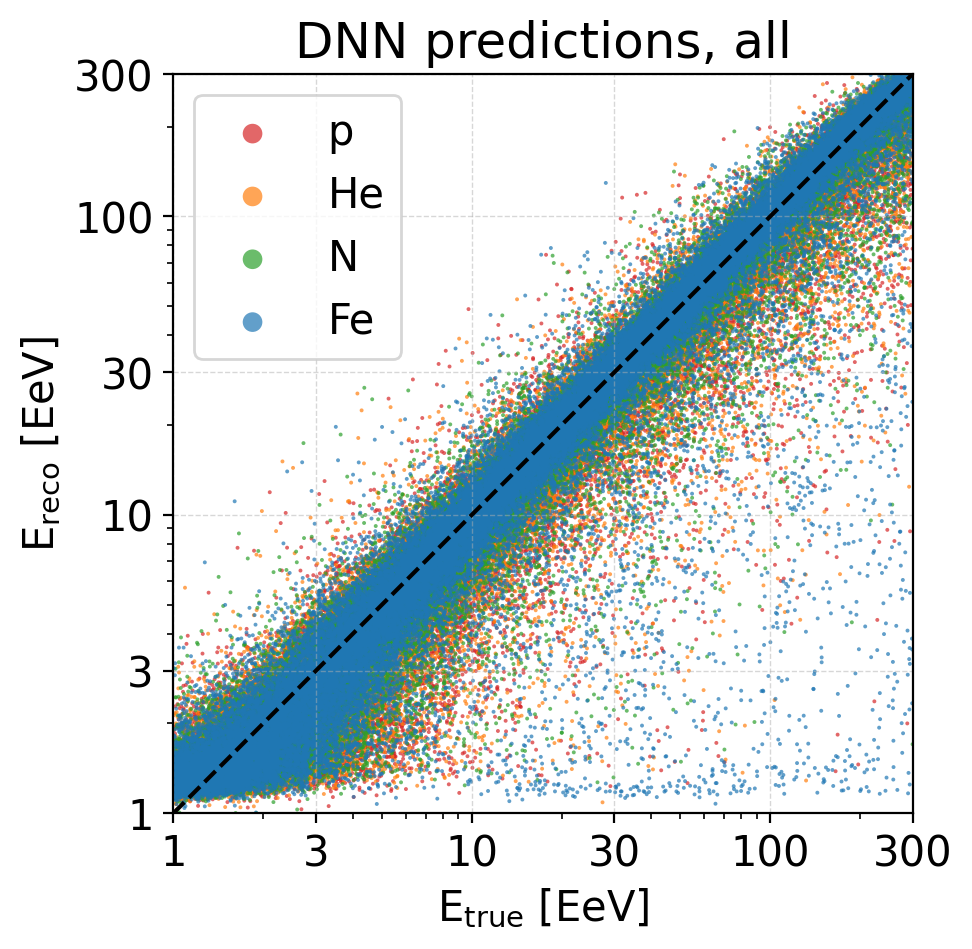 DNN predictions, all
300
100
30
10
3
1
E_reco [EeV]
p
He
N
Fe
1 3 10 30 100 300
E_true [EeV]